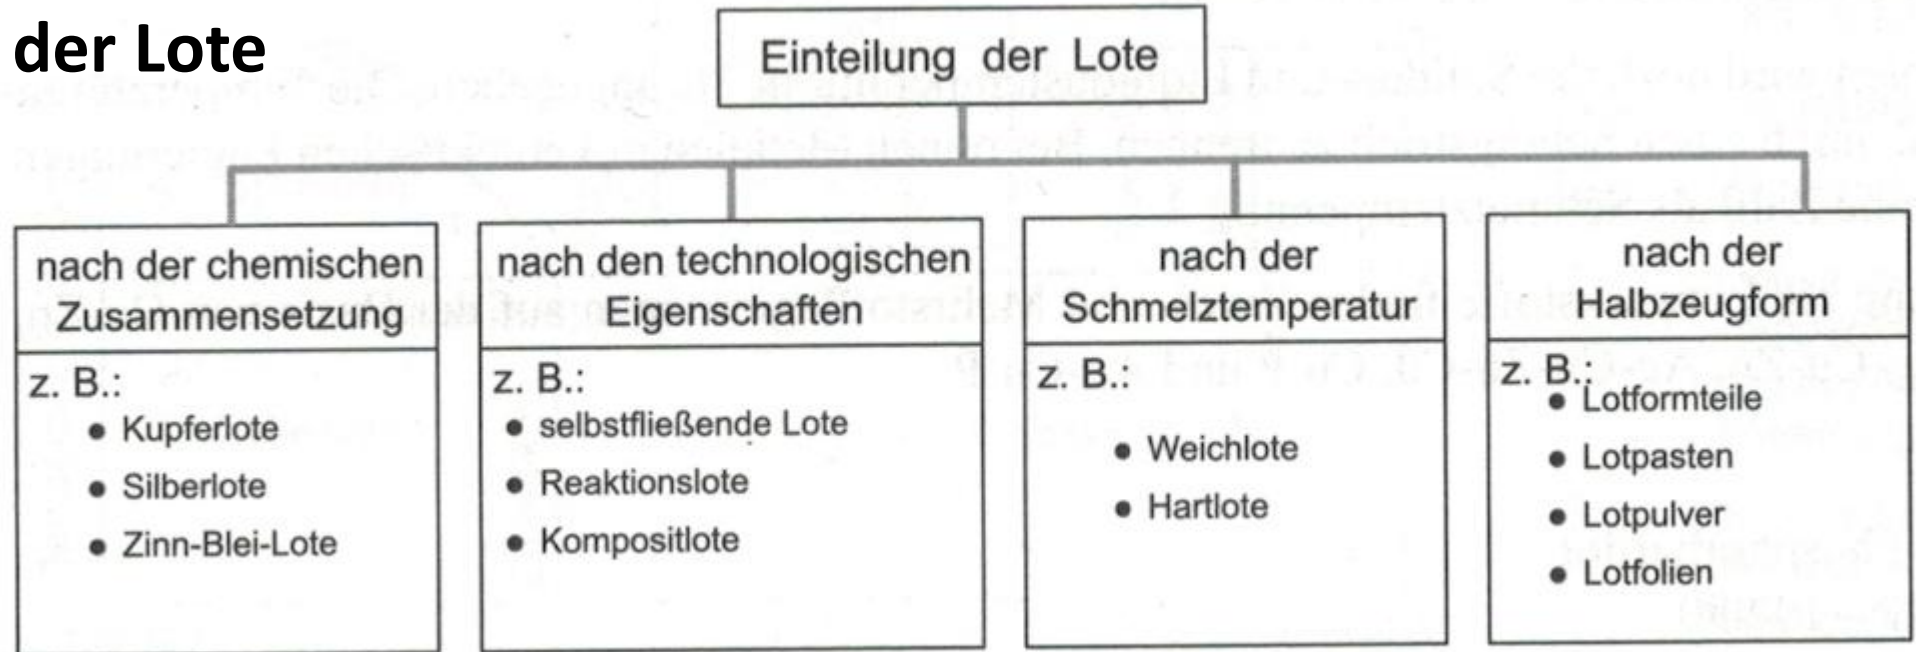 der Lote
Einteilung der Lote
nach der chemischen
Zusammensetzung
z. B.:
• Kupferlote
• Silberlote
• Zinn-Blei-Lote
nach den technologischen
Eigenschaften
z. B.:
• selbstfließende Lote
• Reaktionslote
• Kompositlote
nach der
Schmelztemperatur
z. B.:
• Weichlote
• Hartlote
nach der
Halbzeugform
z. B.:
• Lotformteile
• Lotpasten
• Lotpulver
• Lotfolien